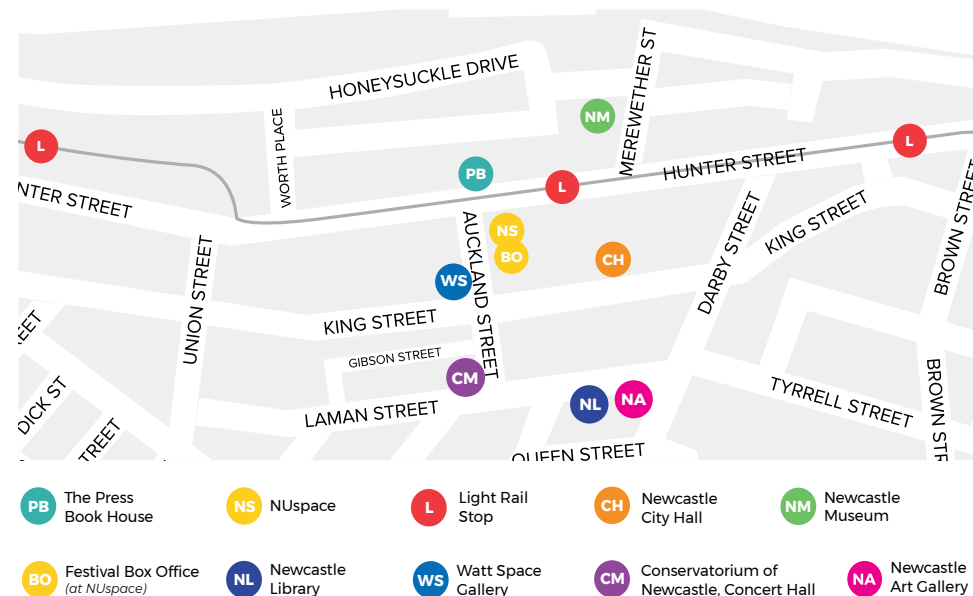 MEREWETHER ST
HONEYSUCKLE DRIVE
NM
WORTH PLACE
L
L
HUNTER STREET
PB
L
NTER STREET
BROWN STREET
KING STREET
DARBY STREET
AUCKLAND STREET
NS
BO
CH
WS
UNION STREET
KING STREET
REET
GIBSON STREET
CM
DICK ST
TREET
LAMAN STREET
NL
NA
TYRRELL STREET
BROWN STR
QUEEN STREET
PB The Press
Book House
NS NUspace
L Light Rail
Stop
CH Newcastle
City Hall
NM Newcastle
Museum
BO Festival Box Office
(at NUspace)
NL Newcastle
Library
WS Watt Space
Gallery
CM Conservatorium of
Newcastle, Concert Hall
NA Newcastle
Art Gallery